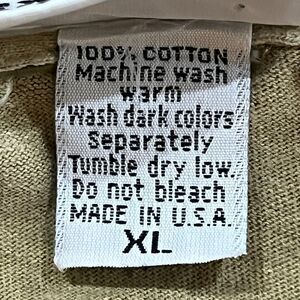 100% COTTON
Machine wash
warm
Wash dark colors
Separately
Tumble dry low.
Do not bleach
MADE IN U.S.A.
XL